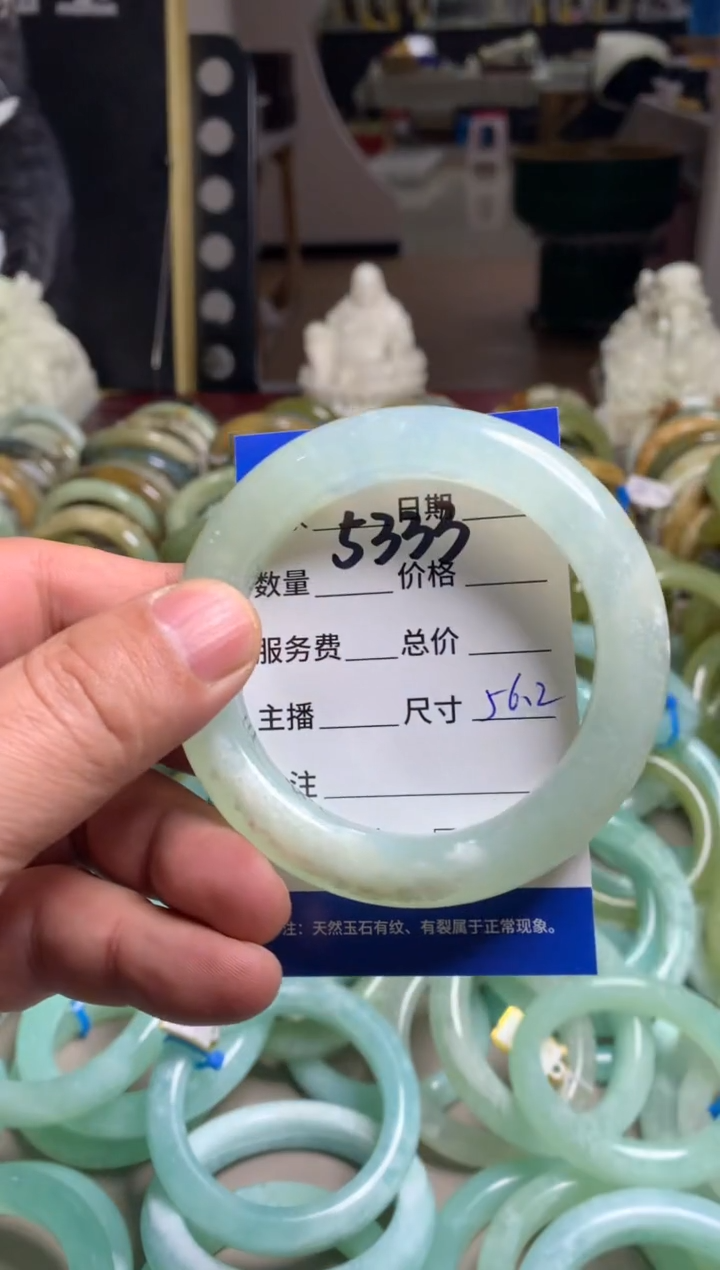 日期
5333
数量 价格
服务费 总价
主播 尺寸 56.2
注
注：天然玉石有纹、有裂属于正常现象。